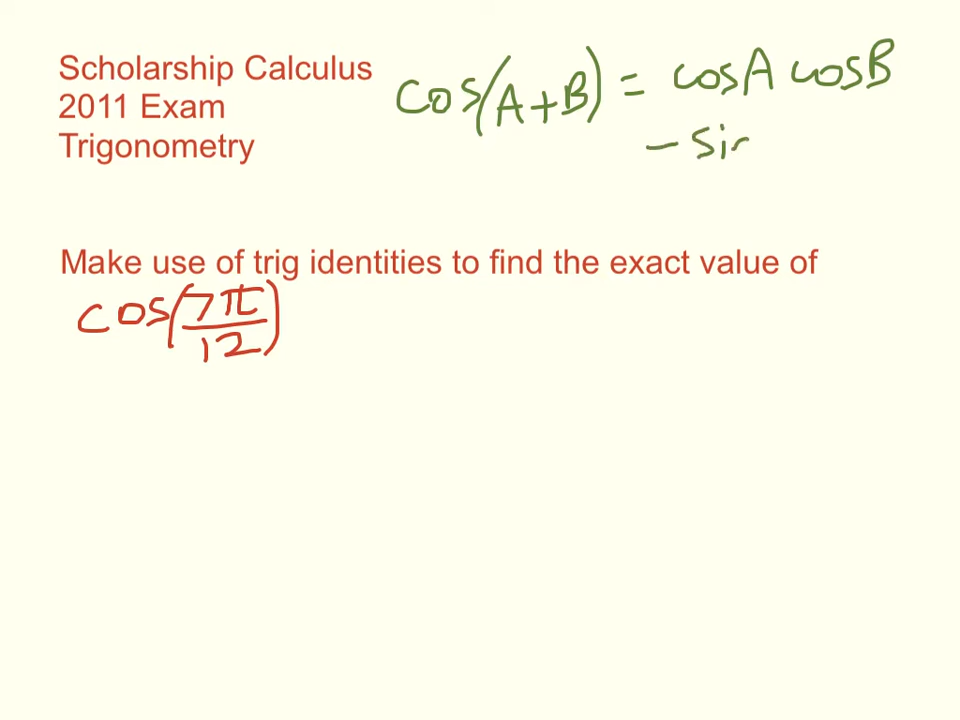 Scholarship Calculus
2011 Exam
Trigonometry
cos(A+B) = cosA cosB
- sin
Make use of trig identities to find the exact value of
cos(7π/12)